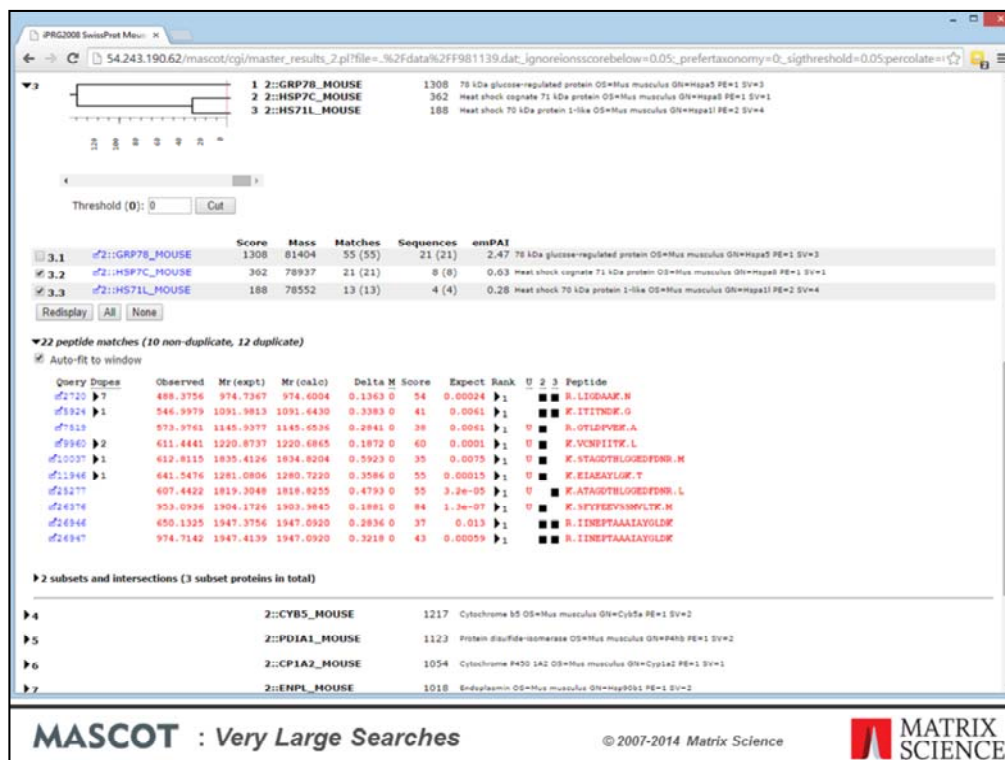 iPRG2008 SwissProt Mous
54.243.190.62/mascot/cgi/master_results_2.pl?file=.%2Fdata%2FF981139.dat;_ignoreionsscorebelow=0.05;_prefertaxonomy=0;_sigthreshold=0.05;percolate=
1 2::GRP78_MOUSE 1308 78 kDa glucose-regulated protein OS=Mus musculus GN=Hspa5 PE=1 SV=3
2 2::HSP7C_MOUSE 362 Heat shock cognate 71 kDa protein OS=Mus musculus GN=Hspa8 PE=1 SV=1
3 2::HS71L_MOUSE 188 Heat shock 70 kDa protein 1-like OS=Mus musculus GN=Hspa1l PE=2 SV=4
120 100 80 60 40 20 0
Threshold (0): 0 Cut
Score Mass Matches Sequences emPAI
3.1 2::GRP78_MOUSE 1308 81404 55 (55) 21 (21) 2.47 78 kDa glucose-regulated protein OS=Mus musculus GN=Hspa5 PE=1 SV=3
3.2 2::HSP7C_MOUSE 362 78937 21 (21) 8 (8) 0.63 Heat shock cognate 71 kDa protein OS=Mus musculus GN=Hspa8 PE=1 SV=1
3.3 2::HS71L_MOUSE 188 78552 13 (13) 4 (4) 0.28 Heat shock 70 kDa protein 1-like OS=Mus musculus GN=Hspa1l PE=2 SV=4
Redisplay All None
▼22 peptide matches (10 non-duplicate, 12 duplicate)
Auto-fit to window
Query Dupes Observed Mr(expt) Mr(calc) Delta M Score Expect Rank U 2 3 Peptide
2720 ▶7 488.3756 974.7367 974.6004 0.1363 0 54 0.00024 ▶1 ■ ■ R.LIGDAAK.N
5924 ▶1 546.9979 1091.9813 1091.6430 0.3383 0 41 0.0061 ▶1 ■ ■ K.ITITNDK.G
7519 573.9761 1145.9377 1145.6536 0.2841 0 38 0.0061 ▶1 U ■ R.GTLDPVEK.A
9960 ▶2 611.4441 1220.8737 1220.6865 0.1872 0 60 0.0001 ▶1 U ■ K.VCNPIITK.L
10037 ▶1 612.8115 1835.4126 1834.8204 0.5923 0 35 0.0075 ▶1 U ■ K.STAGDTHLGGEDFDNR.M
11946 ▶1 641.5476 1281.0806 1280.7220 0.3586 0 55 0.00015 ▶1 U ■ K.EIAEAYLGK.T
25277 607.4422 1819.3048 1818.8255 0.4793 0 55 3.2e-05 ▶1 U ■ K.ATAGDTHLGGEDFDNR.L
26376 953.0936 1904.1726 1903.9845 0.1881 0 84 1.3e-07 ▶1 U ■ K.SFYPEEVSSMVLTK.M
26946 650.1325 1947.3756 1947.0920 0.2836 0 37 0.013 ▶1 ■ ■ R.IINEPTAAAIAYGLDK
26947 974.7142 1947.4139 1947.0920 0.3218 0 43 0.00059 ▶1 ■ ■ R.IINEPTAAAIAYGLDK
▶2 subsets and intersections (3 subset proteins in total)
▶4 2::CYB5_MOUSE 1217 Cytochrome b5 OS=Mus musculus GN=Cyb5a PE=1 SV=2
▶5 2::PDIA1_MOUSE 1123 Protein disulfide-isomerase OS=Mus musculus GN=P4hb PE=1 SV=2
▶6 2::CP1A2_MOUSE 1054 Cytochrome P450 1A2 OS=Mus musculus GN=Cyp1a2 PE=1 SV=1
▶7 2::ENPL_MOUSE 1018 Endoplasmin OS=Mus musculus GN=Hsp90b1 PE=1 SV=2
MASCOT : Very Large Searches © 2007-2014 Matrix Science MATRIX SCIENCE